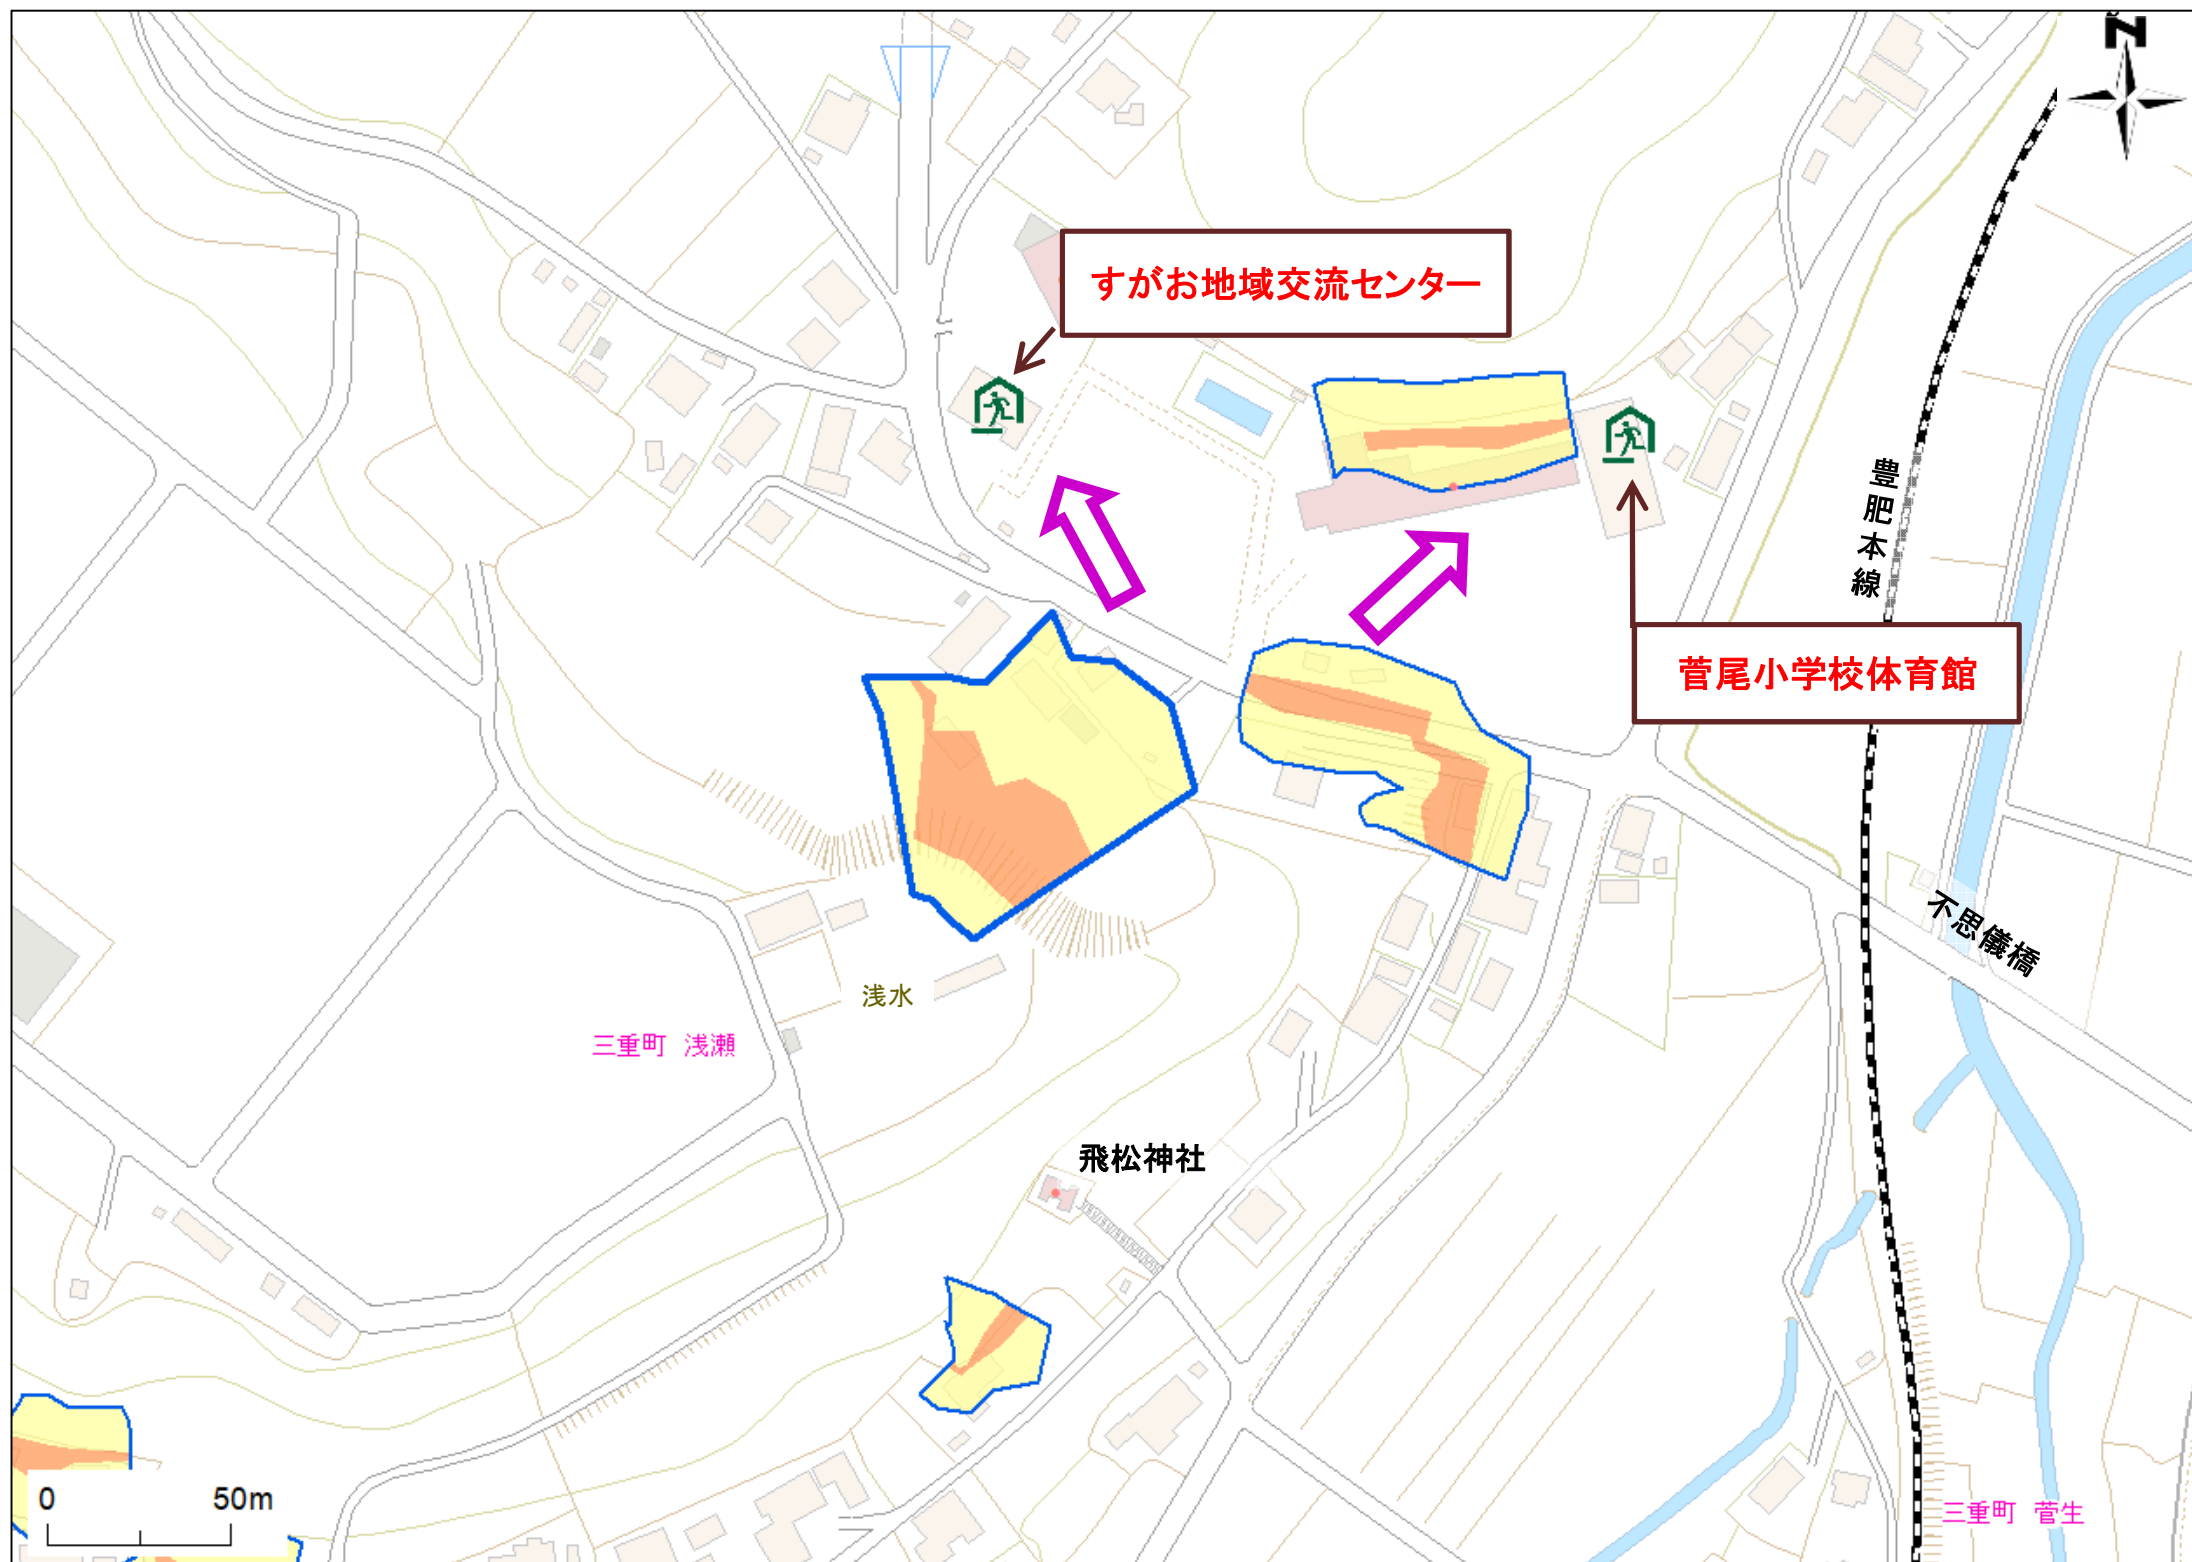 N
すがお地域交流センター
豊肥本線
菅尾小学校体育館
不思儀橋
浅水
三重町 浅瀬
飛松神社
0 50m
三重町 菅生